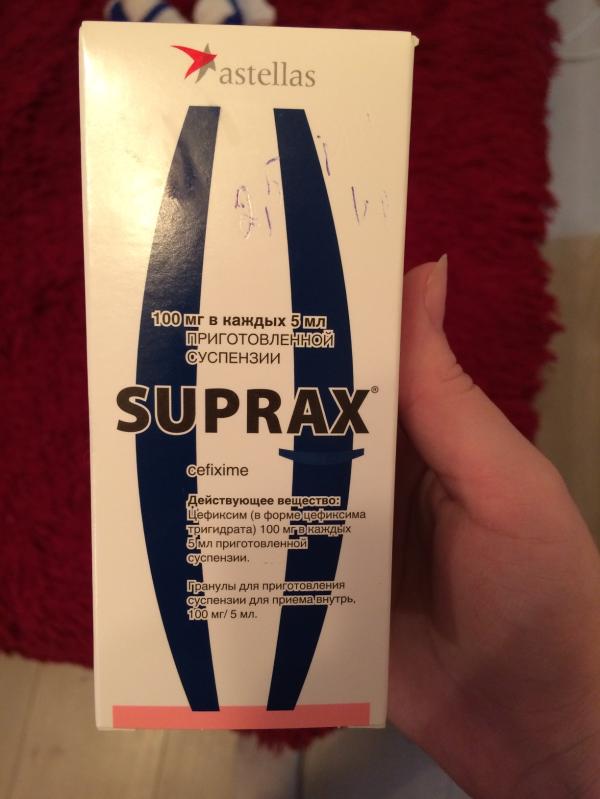 astellas
100 мг в каждых 5 мл
ПРИГОТОВЛЕННОЙ
СУСПЕНЗИИ
SUPRAX®
cefixime
Действующее вещество:
Цефиксим (в форме цефиксима
тригидрата) 100 мг в каждых
5 мл приготовленной
суспензии.
Гранулы для приготовления
суспензии для приема внутрь,
100 мг/ 5 мл.